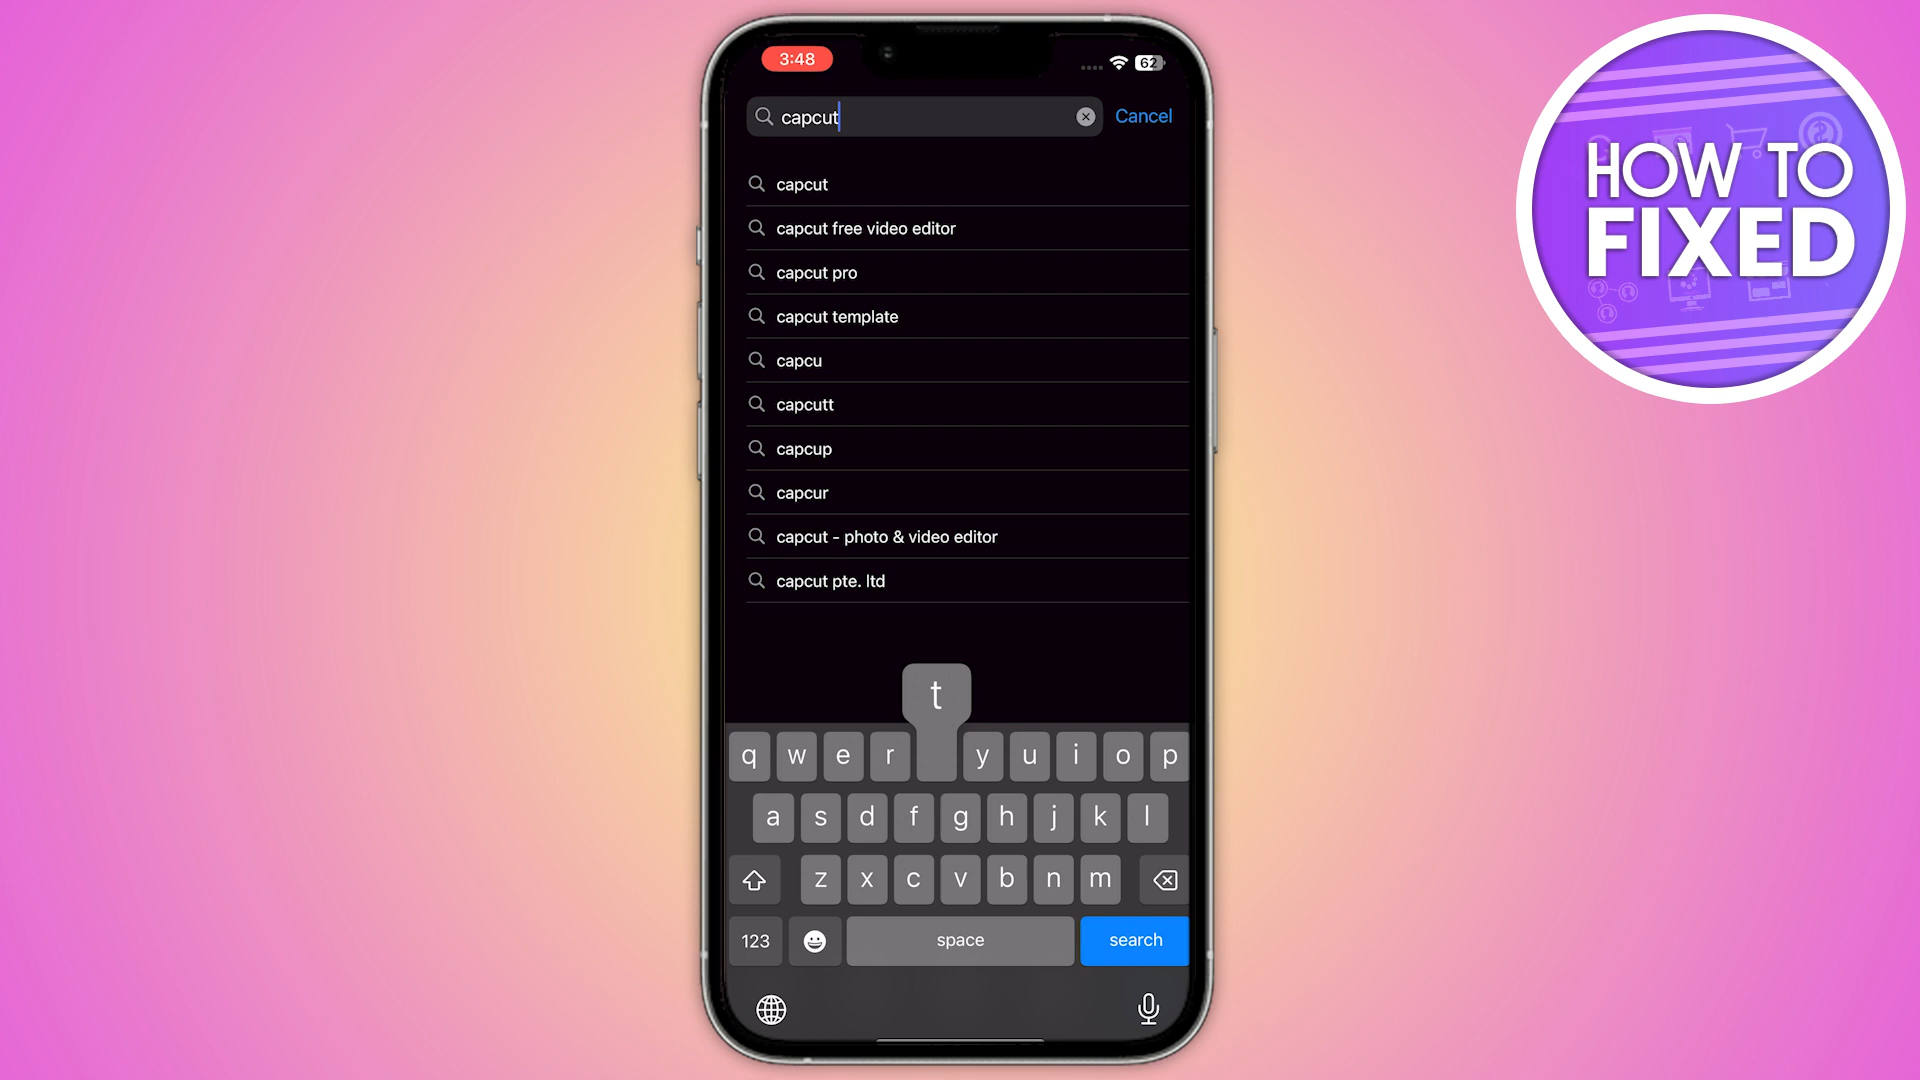 3:48
62
capcut
Cancel
capcut
capcut free video editor
capcut pro
capcut template
capcu
capcutt
capcup
capcur
capcut - photo & video editor
capcut pte. ltd
t
q w e r y u i o p
a s d f g h j k l
z x c v b n m
123 space search
HOW TO
FIXED